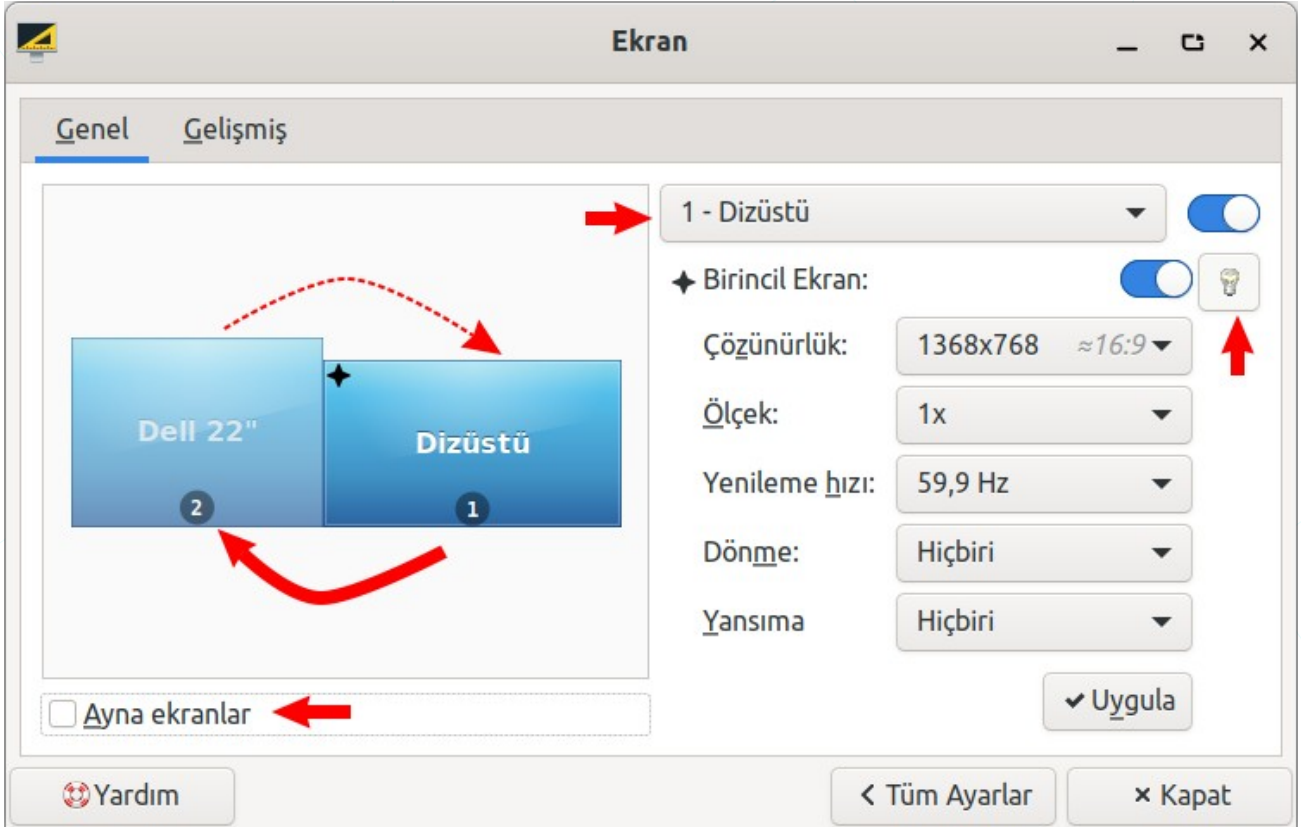 Ekran
Genel Gelişmiş
1 - Dizüstü
Birincil Ekran:
Çözünürlük: 1368x768 ≈16:9
Ölçek: 1x
Yenileme hızı: 59,9 Hz
Dönme: Hiçbiri
Yansıma Hiçbiri
Dell 22"
2
Dizüstü
1
Ayna ekranlar
Uygula
Yardım
Tüm Ayarlar
Kapat